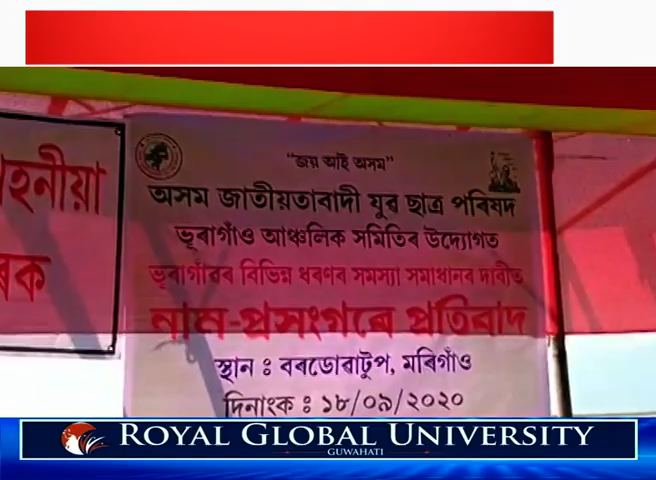 হনীয়া
ৰক
"জয় আই অসম"
অসম জাতীয়তাবাদী যুৱ ছাত্ৰ পৰিষদ
ভূৰাগাঁও আঞ্চলিক সমিতিৰ উদ্যোগত
ভূৰাগাঁৱৰ বিভিন্ন ধৰণৰ সমস্যা সমাধানৰ দাবীত
নাম-প্ৰসংগৰে প্ৰতিবাদ
স্থান : বৰডোৱাটুপ, মৰিগাঁও
দিনাংক : ১৮/০৯/২০২০
ROYAL GLOBAL UNIVERSITY
GUWAHATI